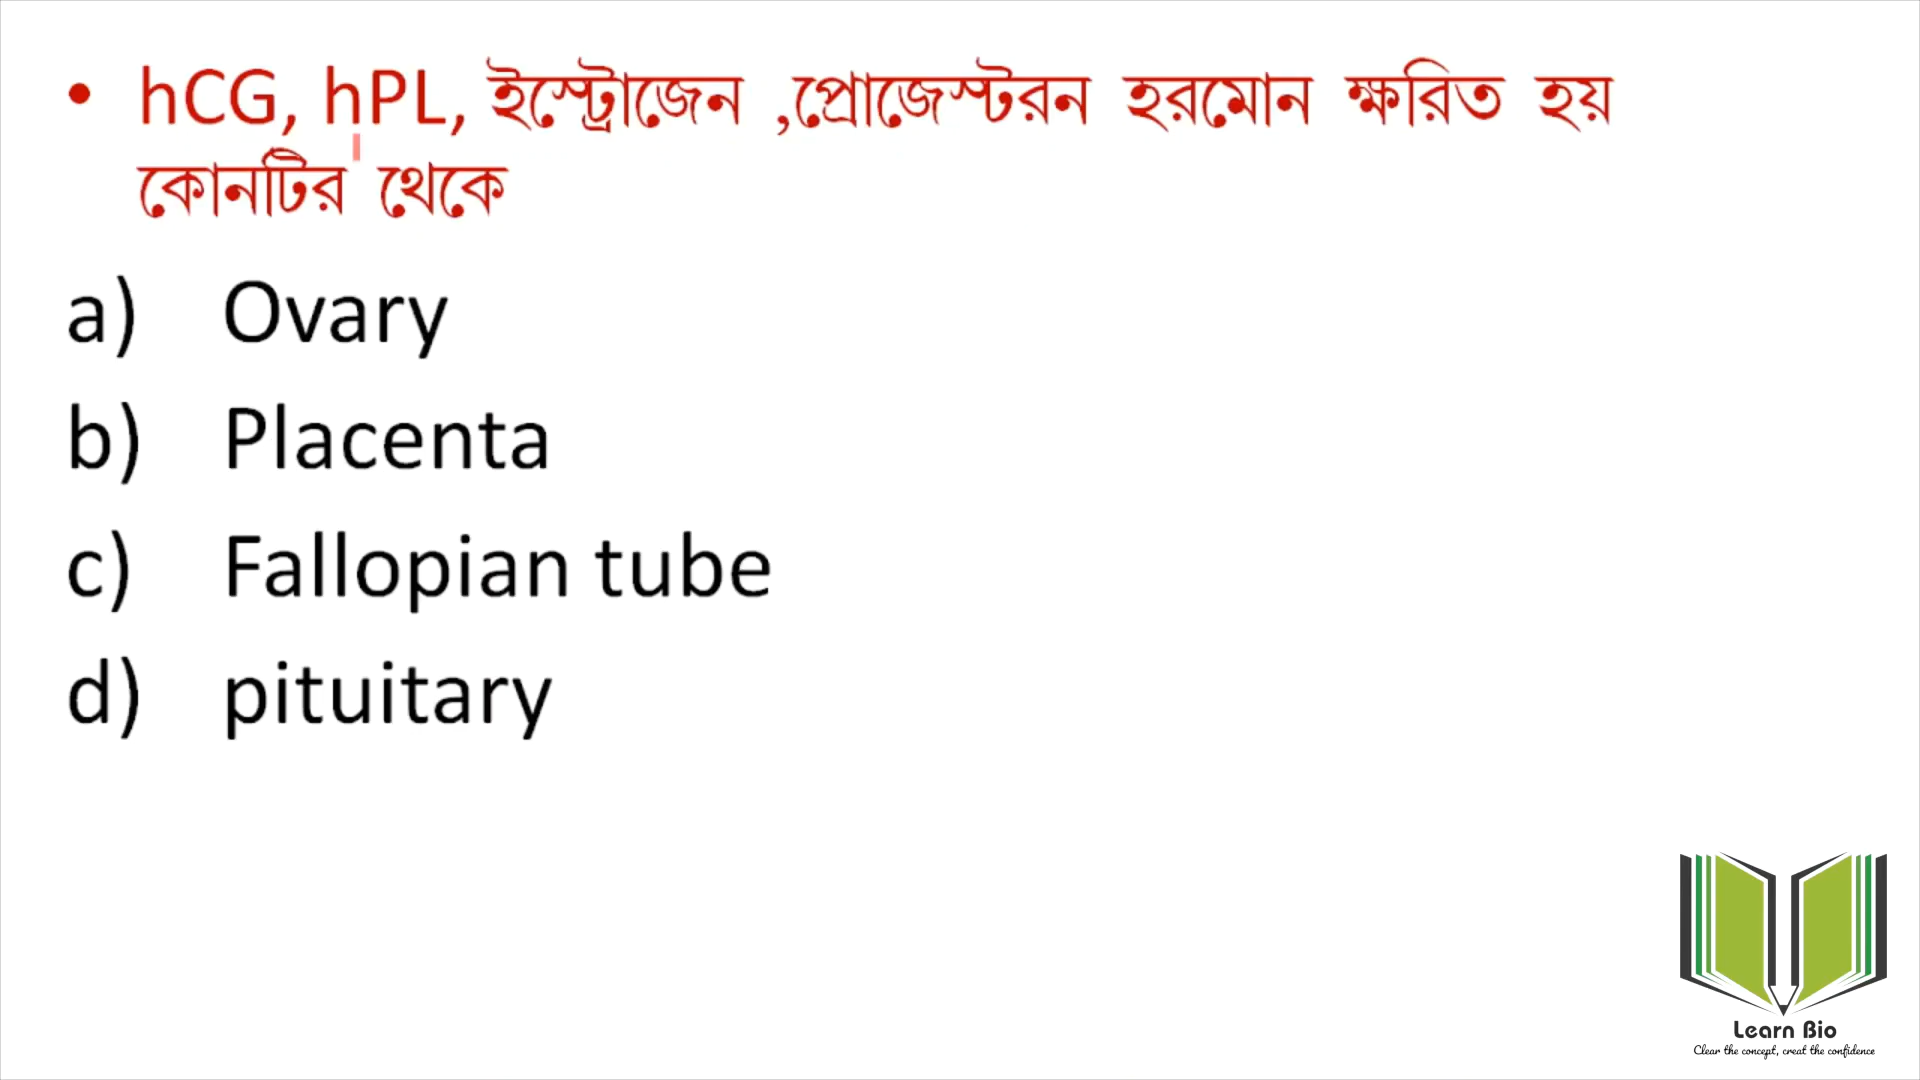 • hCG, hPL, ইস্ট্রোজেন ,প্রোজেস্টরন হরমোন ক্ষরিত হয়
কোনটির থেকে
a) Ovary
b) Placenta
c) Fallopian tube
d) pituitary
Learn Bio
Clear the concept, creat the confidence